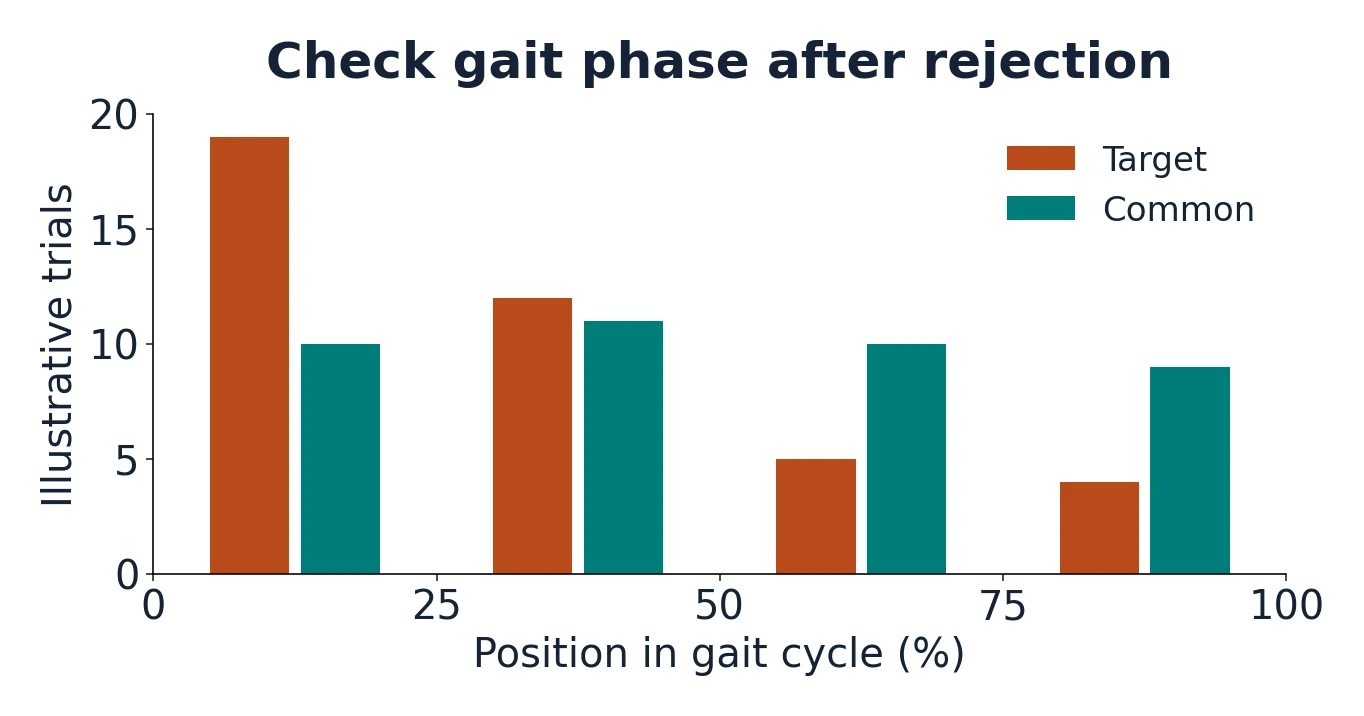 Check gait phase after rejection
Illustrative trials
20
15
10
5
0
Target
Common
0 25 50 75 100
Position in gait cycle (%)